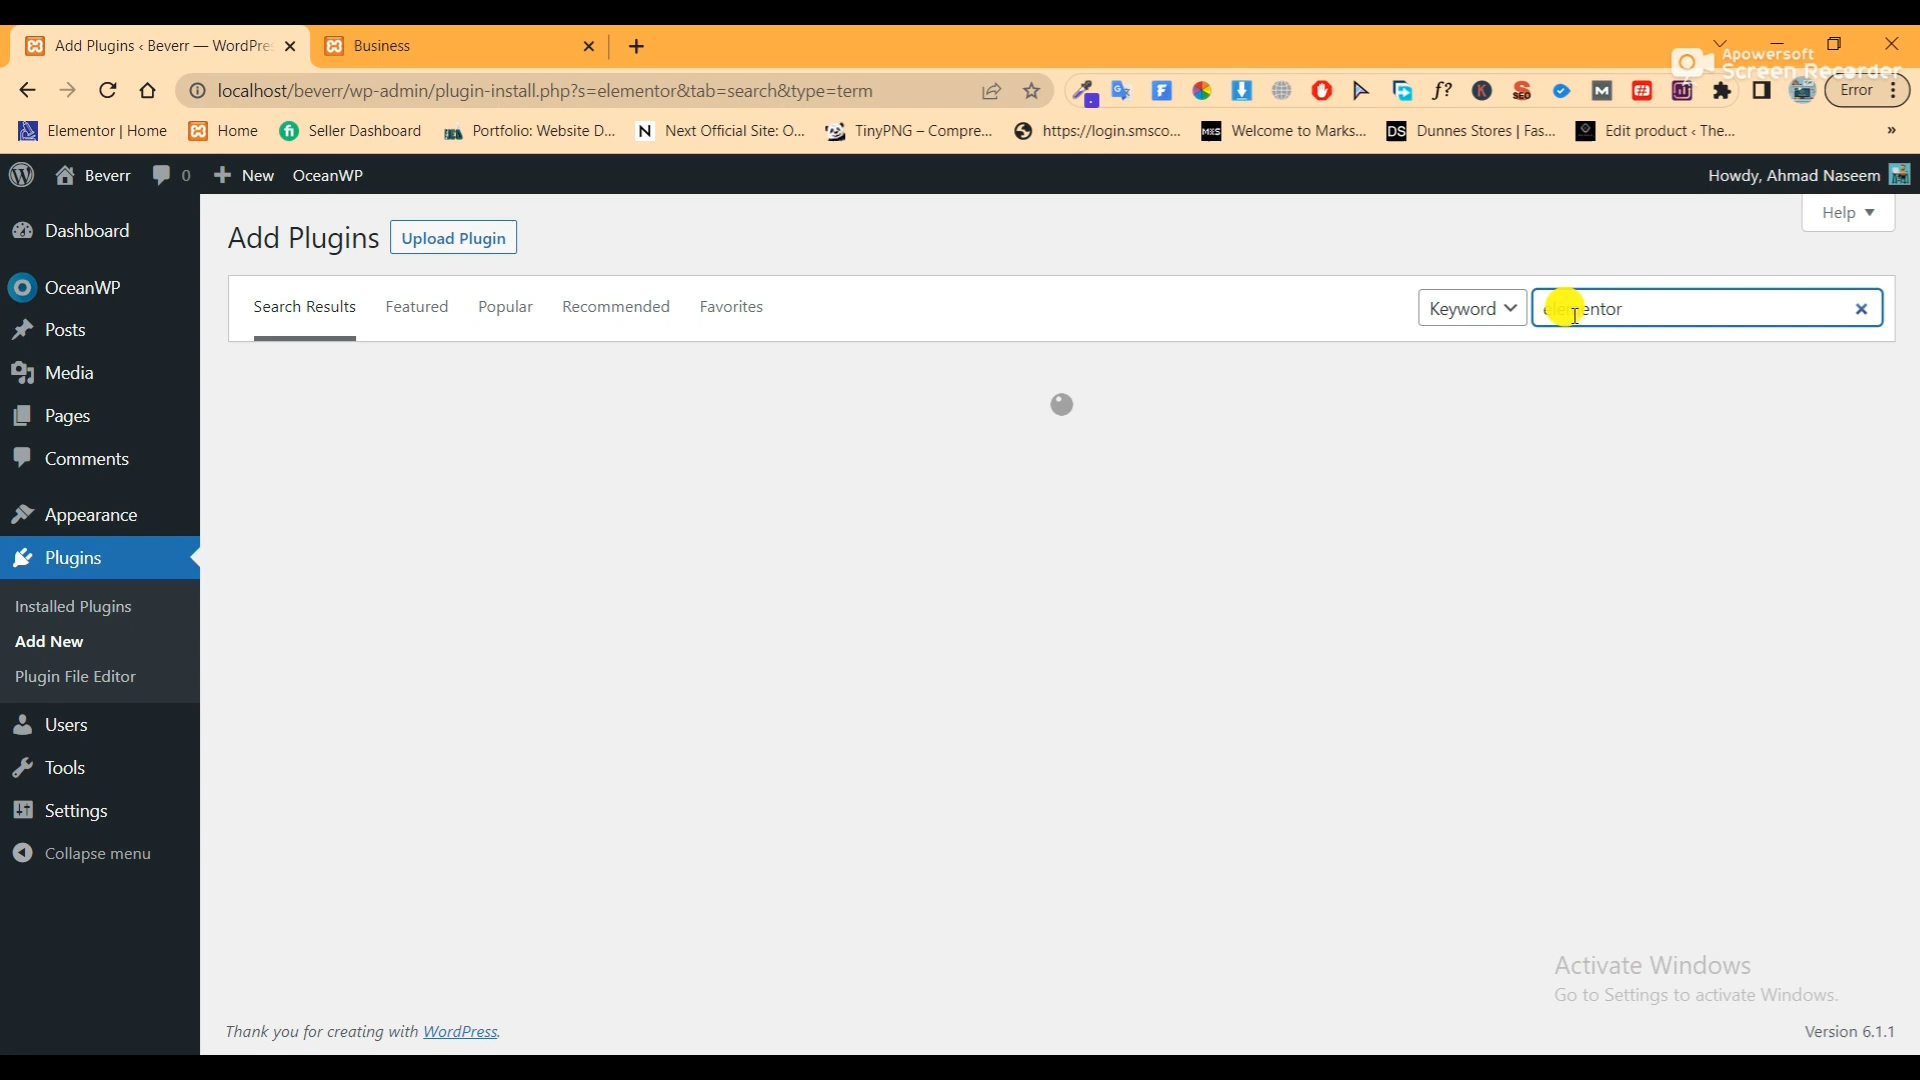 Add Plugins ‹ Beverr — WordPre
Business
Apowersoft
Screen Recorder
localhost/beverr/wp-admin/plugin-install.php?s=elementor&tab=search&type=term
Error
Elementor | Home
Home
Seller Dashboard
Portfolio: Website D...
Next Official Site: O...
TinyPNG – Compre...
https://login.smsco...
Welcome to Marks...
Dunnes Stores | Fas...
Edit product ‹ The...
»
Beverr
0
New
OceanWP
Howdy, Ahmad Naseem
Dashboard
OceanWP
Posts
Media
Pages
Comments
Appearance
Plugins
Installed Plugins
Add New
Plugin File Editor
Users
Tools
Settings
Collapse menu
Help
Add Plugins
Upload Plugin
Search Results
Featured
Popular
Recommended
Favorites
Keyword
elementor
Activate Windows
Go to Settings to activate Windows.
Thank you for creating with WordPress.
Version 6.1.1